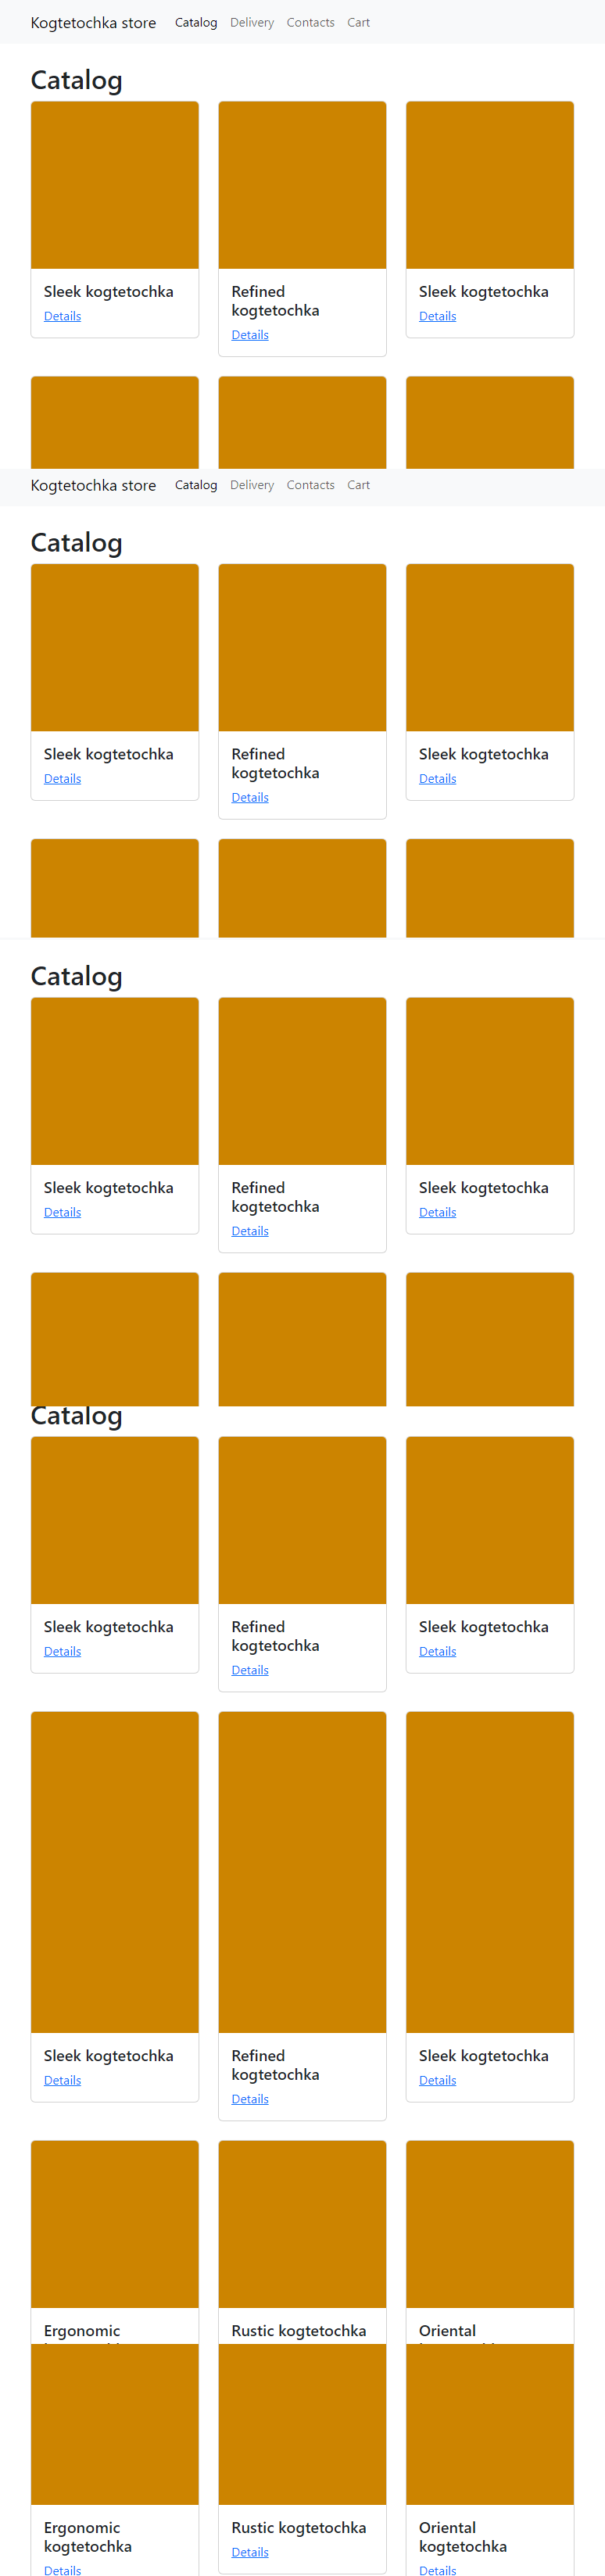 Kogtetochka store Catalog Delivery Contacts Cart
Catalog
Sleek kogtetochka
Details
Refined
kogtetochka
Details
Sleek kogtetochka
Details
Kogtetochka store Catalog Delivery Contacts Cart
Catalog
Sleek kogtetochka
Details
Refined
kogtetochka
Details
Sleek kogtetochka
Details
Catalog
Sleek kogtetochka
Details
Refined
kogtetochka
Details
Sleek kogtetochka
Details
Catalog
Sleek kogtetochka
Details
Refined
kogtetochka
Details
Sleek kogtetochka
Details
Sleek kogtetochka
Details
Refined
kogtetochka
Details
Sleek kogtetochka
Details
Ergonomic
Rustic kogtetochka
Oriental
Ergonomic
kogtetochka
Details
Rustic kogtetochka
Details
Oriental
kogtetochka
Details